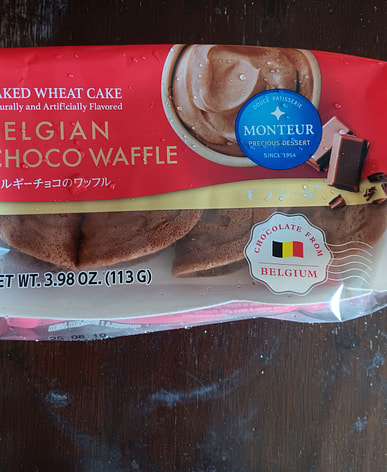 AKED WHEAT CAKE
urally and Artificially Flavored
ELGIAN
CHOCO WAFFLE
ルギーチョコのワッフル
DOUCE PATISSERIE
MONTEUR
PRECIOUS DESSERT
SINCE 1954
CHOCOLATE FROM
BELGIUM
ET WT. 3.98 OZ. (113 G)